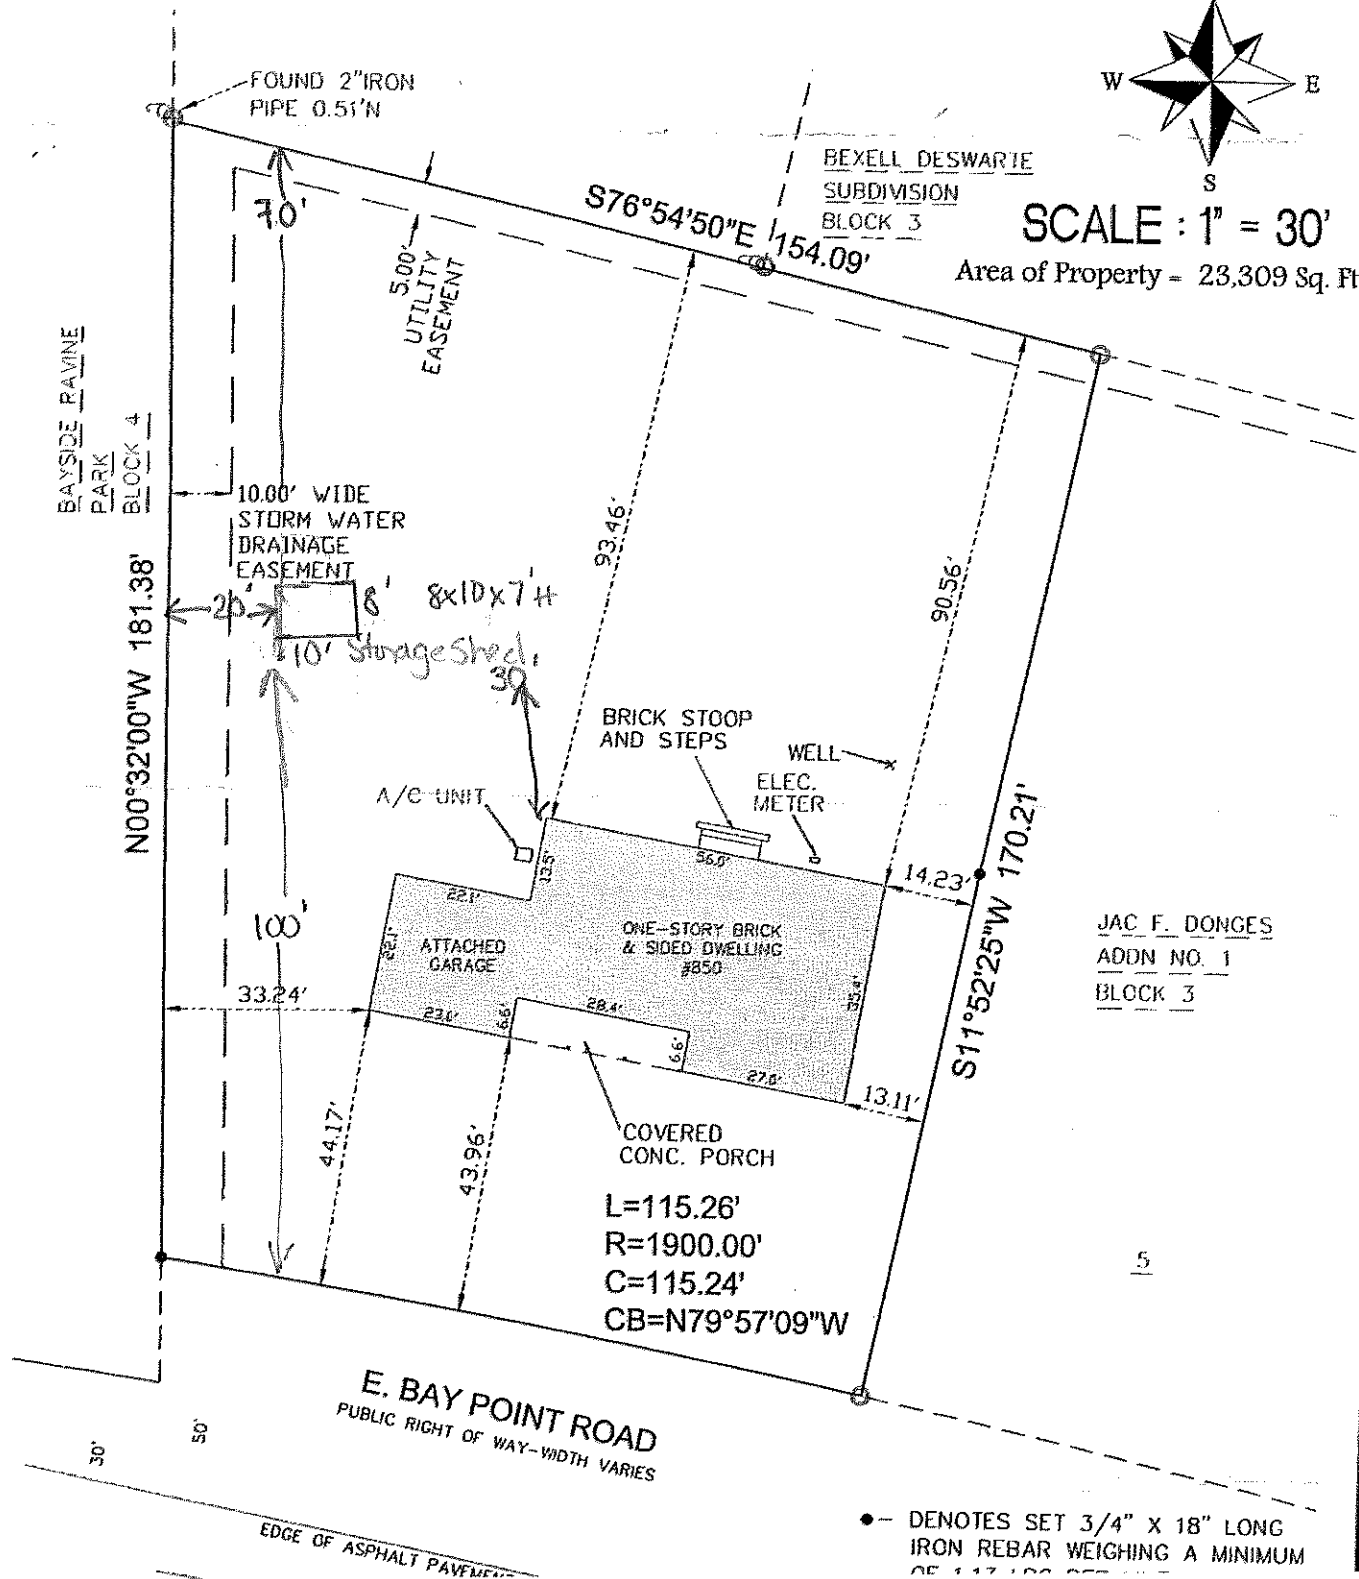 FOUND 2"IRON
PIPE 0.51'N
W
E
S
BEXELL DESWARTE
SUBDIVISION
BLOCK 3
SCALE : 1" = 30'
Area of Property = 23,309 Sq. Ft
70'
S76°54'50"E 154.09'
5.00'
UTILITY
EASEMENT
BAYSIDE RAVINE
PARK
BLOCK 4
10.00' WIDE
STORM WATER
DRAINAGE
EASEMENT
N00°32'00"W 181.38'
93.46'
90.56'
20'
8'
8x10x7'H
10' Storage Shed
30'
BRICK STOOP
AND STEPS
WELL
ELEC.
METER
A/C UNIT
56.0'
13.5'
14.23'
S11°52'25"W 170.21'
22.1'
22.1'
ATTACHED
GARAGE
ONE-STORY BRICK
& SIDED DWELLING
#850
JAC F. DONGES
ADDN NO. 1
BLOCK 3
100'
33.24'
23.0'
6.6'
28.4'
6.6'
35.4'
27.6'
13.11'
44.17'
43.96'
COVERED
CONC. PORCH
L=115.26'
R=1900.00'
C=115.24'
CB=N79°57'09"W
5
E. BAY POINT ROAD
PUBLIC RIGHT OF WAY-WIDTH VARIES
30'
50'
EDGE OF ASPHALT PAVEMENT
- DENOTES SET 3/4" X 18" LONG
IRON REBAR WEIGHING A MINIMUM